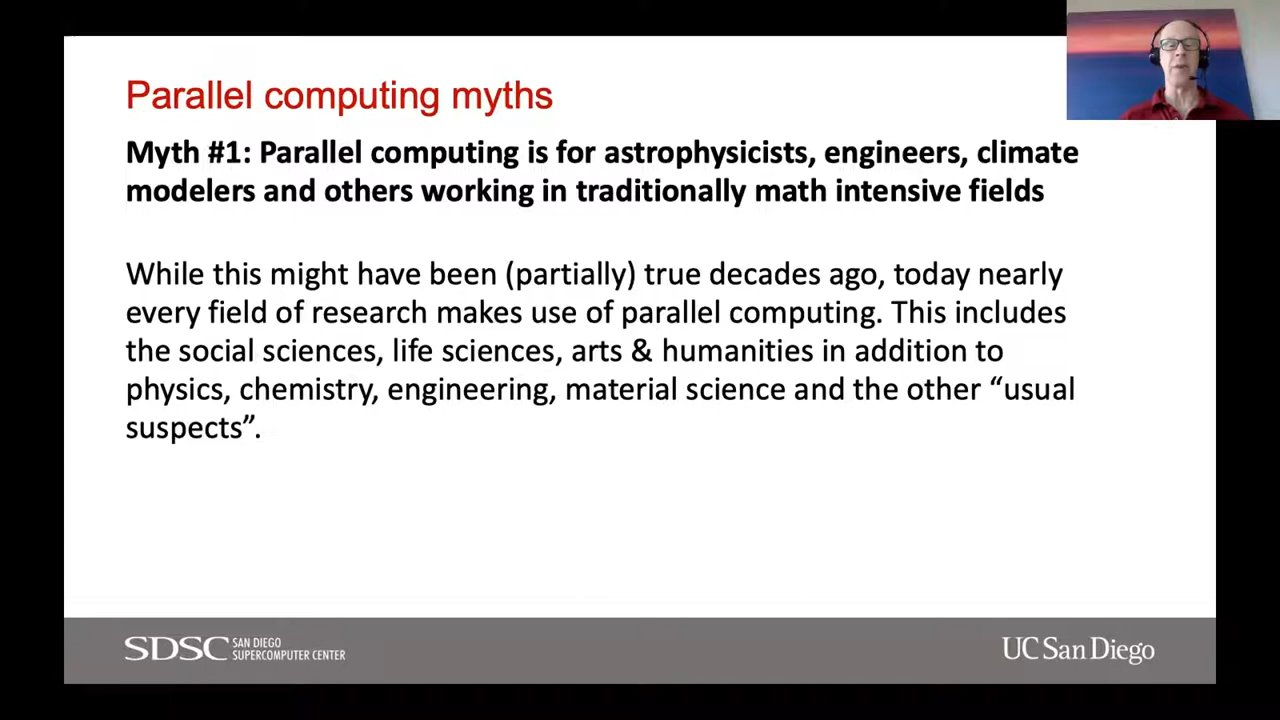 Parallel computing myths
Myth #1: Parallel computing is for astrophysicists, engineers, climate
modelers and others working in traditionally math intensive fields
While this might have been (partially) true decades ago, today nearly
every field of research makes use of parallel computing. This includes
the social sciences, life sciences, arts & humanities in addition to
physics, chemistry, engineering, material science and the other “usual
suspects”.
SDSC SAN DIEGO
SUPERCOMPUTER CENTER
UC San Diego